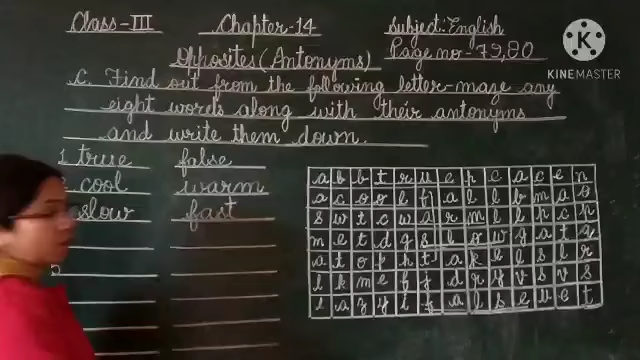 Class-III Chapter-14 Subject: English
Opposites (Antonyms) Page no-79,80
C. Find out from the following letter-maze any
eight words along with their antonyms
and write them down.
1. true false
cool warm
slow fast
a b b t r u e p c a c e n
a c o o l f a l l b m a o
s w t c w a r m l l p c p
m e t d q s l o w g a t q
a t o p h t a k l l s l r
l k m e f j d r y v s v s
l a z y l f a l s e u e t
K
KINEMASTER